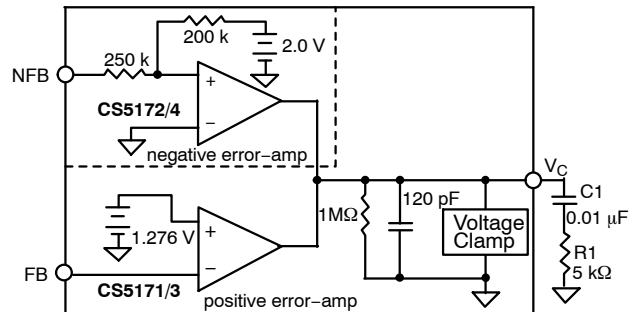 200 k
2.0 V
250 k
NFB
+
CS5172/4
−
negative error−amp
VC
C1
120 pF
0.01 μF
1MΩ
Voltage
Clamp
+
1.276 V
R1
−
5 kΩ
FB
CS5171/3
positive error−amp